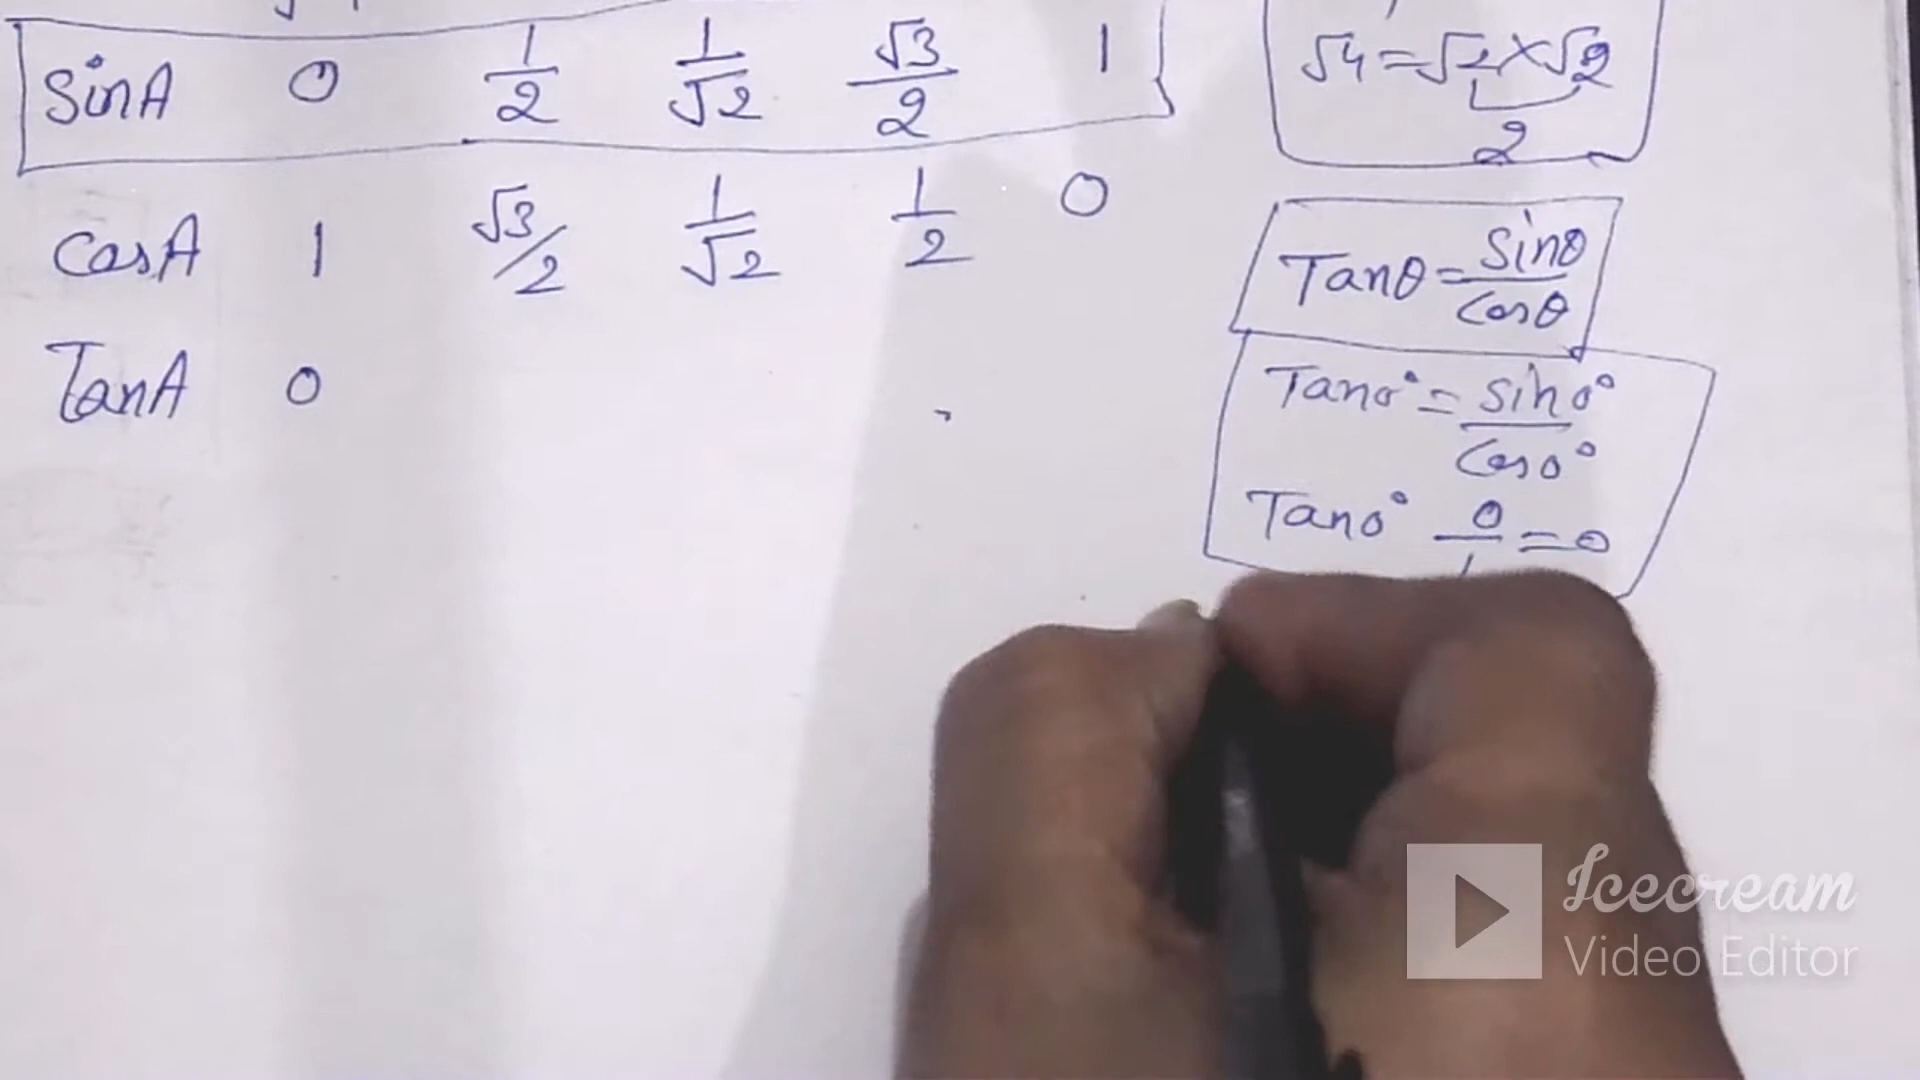 SinA 0 1/2 1/√2 √3/2 1
CosA 1 √3/2 1/√2 1/2 0
TanA 0
√4=√2×√2
2
Tanθ=Sinθ/Cosθ
Tan0°=Sin0°/Cos0°
Tan0° 0/1=0
Icecream
Video Editor